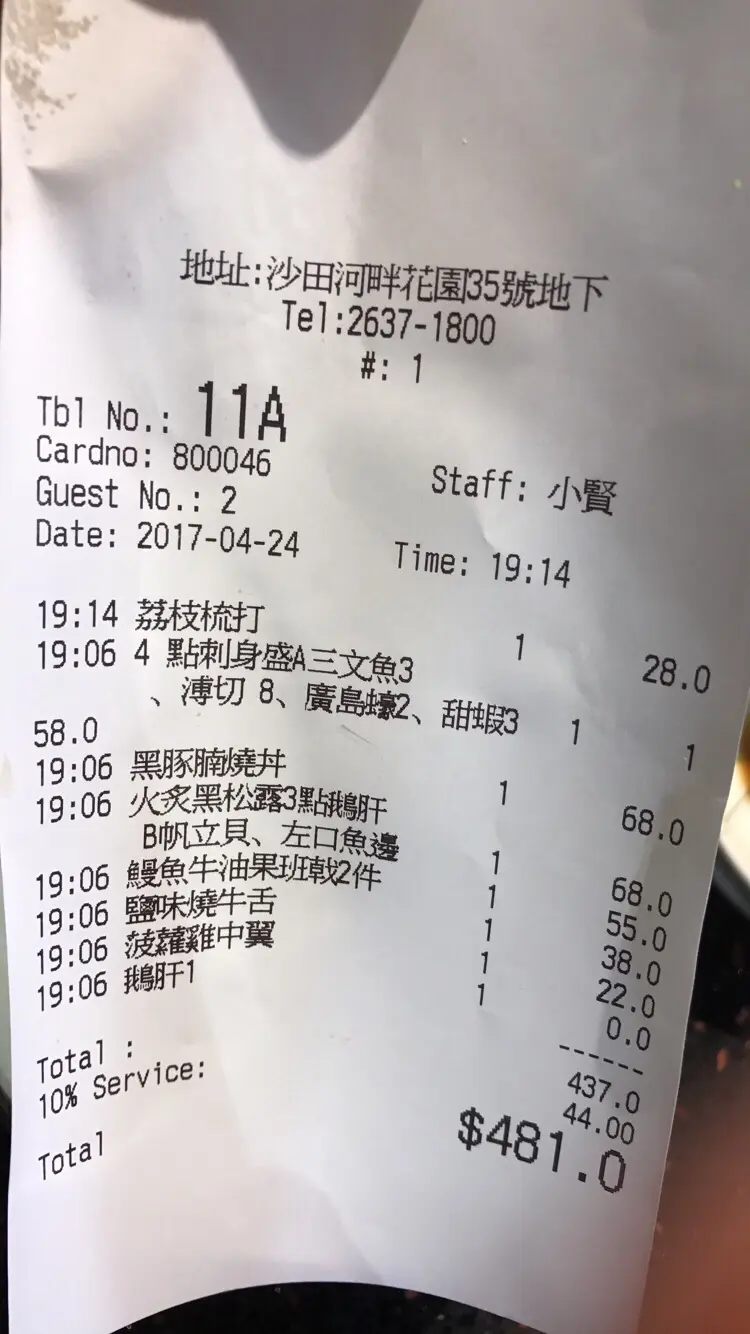 地址:沙田河畔花園35號地下
Tel:2637-1800
#: 1
Tbl No.: 11A
Cardno: 800046 Staff: 小賢
Guest No.: 2
Date: 2017-04-24 Time: 19:14
19:14 荔枝梳打 1 28.0
19:06 4 點刺身盛A三文魚3
、溥切 8、廣島蠔2、甜蝦3 1 1
58.0
19:06 黑豚腩燒丼 1 68.0
19:06 火炙黑松露3點鵝肝
B帆立貝、左口魚邊 1 68.0
19:06 鰻魚牛油果班戟2件 1 55.0
19:06 鹽味燒牛舌 1 38.0
19:06 菠蘿雞中翼 1 22.0
19:06 鵝肝1 1 0.0
------
Total : 437.0
10% Service: 44.00
Total $481.0